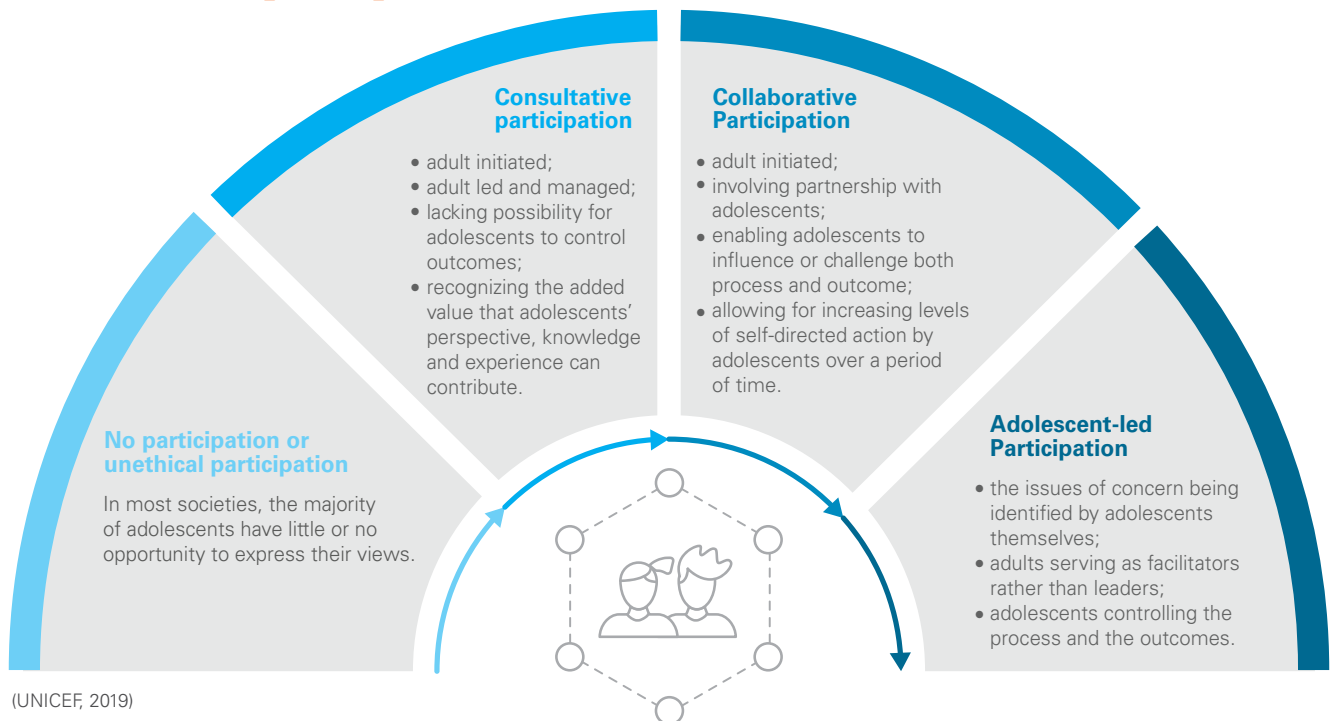 No participation or
unethical participation
In most societies, the majority
of adolescents have little or no
opportunity to express their views.
Consultative
participation
• adult initiated;
• adult led and managed;
• lacking possibility for
adolescents to control
outcomes;
• recognizing the added
value that adolescents’
perspective, knowledge
and experience can
contribute.
Collaborative
Participation
• adult initiated;
• involving partnership with
adolescents;
• enabling adolescents to
influence or challenge both
process and outcome;
• allowing for increasing levels
of self-directed action by
adolescents over a period
of time.
Adolescent-led
Participation
• the issues of concern being
identified by adolescents
themselves;
• adults serving as facilitators
rather than leaders;
• adolescents controlling the
process and the outcomes.
(UNICEF, 2019)